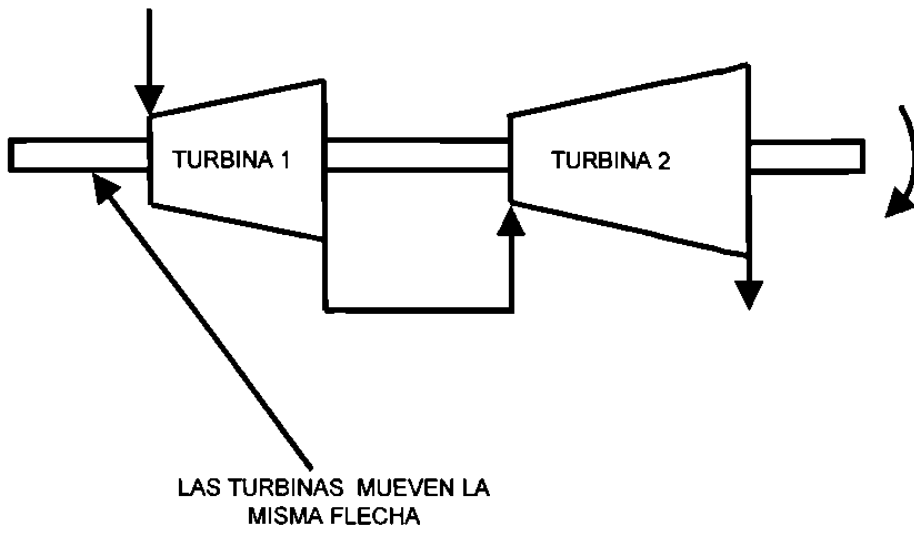 TURBINA 1
TURBINA 2
LAS TURBINAS MUEVEN LA
MISMA FLECHA